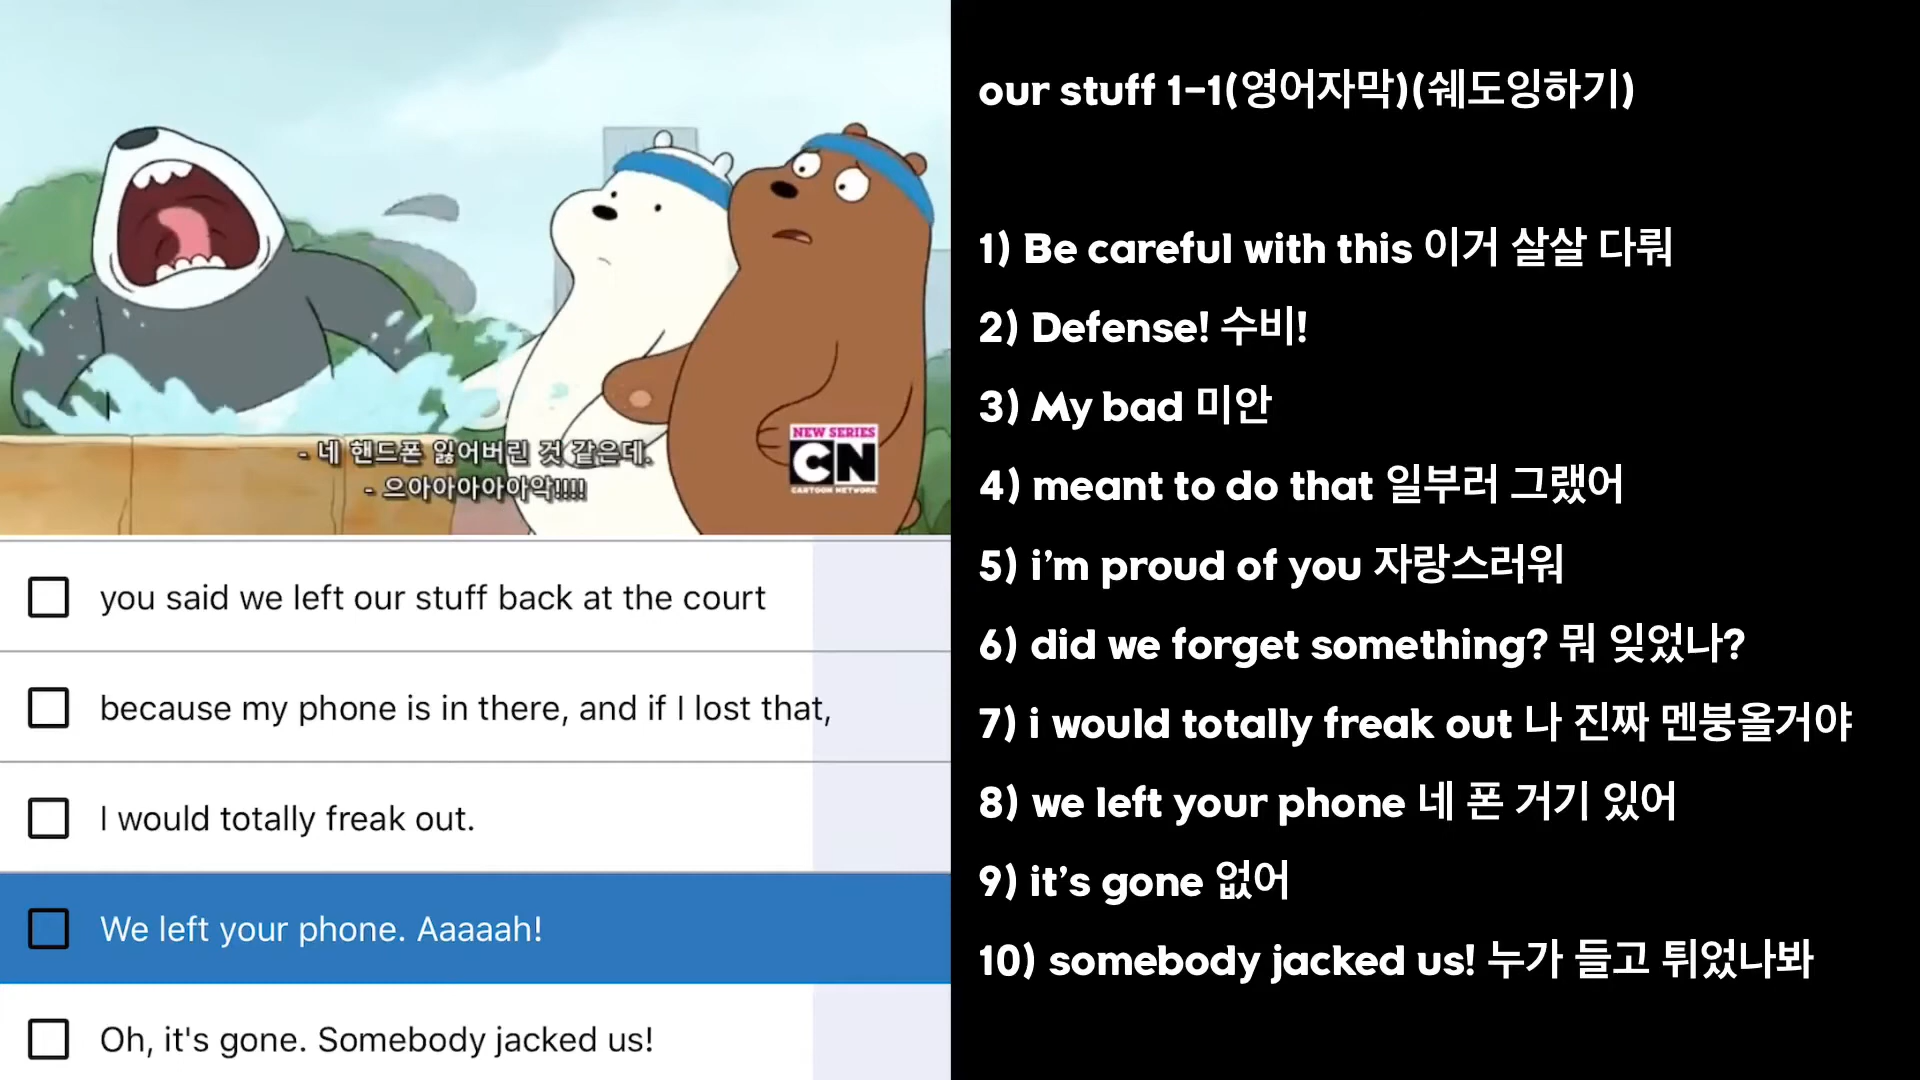 - 네 핸드폰 잃어버린 것 같은데.
- 으아아아아아악!!!!
NEW SERIES
CN
CARTOON NETWORK
you said we left our stuff back at the court
because my phone is in there, and if I lost that,
I would totally freak out.
We left your phone. Aaaaah!
Oh, it's gone. Somebody jacked us!
our stuff 1-1(영어자막)(쉐도잉하기)
1) Be careful with this 이거 살살 다뤄
2) Defense! 수비!
3) My bad 미안
4) meant to do that 일부러 그랬어
5) i'm proud of you 자랑스러워
6) did we forget something? 뭐 잊었나?
7) i would totally freak out 나 진짜 멘붕올거야
8) we left your phone 네 폰 거기 있어
9) it's gone 없어
10) somebody jacked us! 누가 들고 튀었나봐